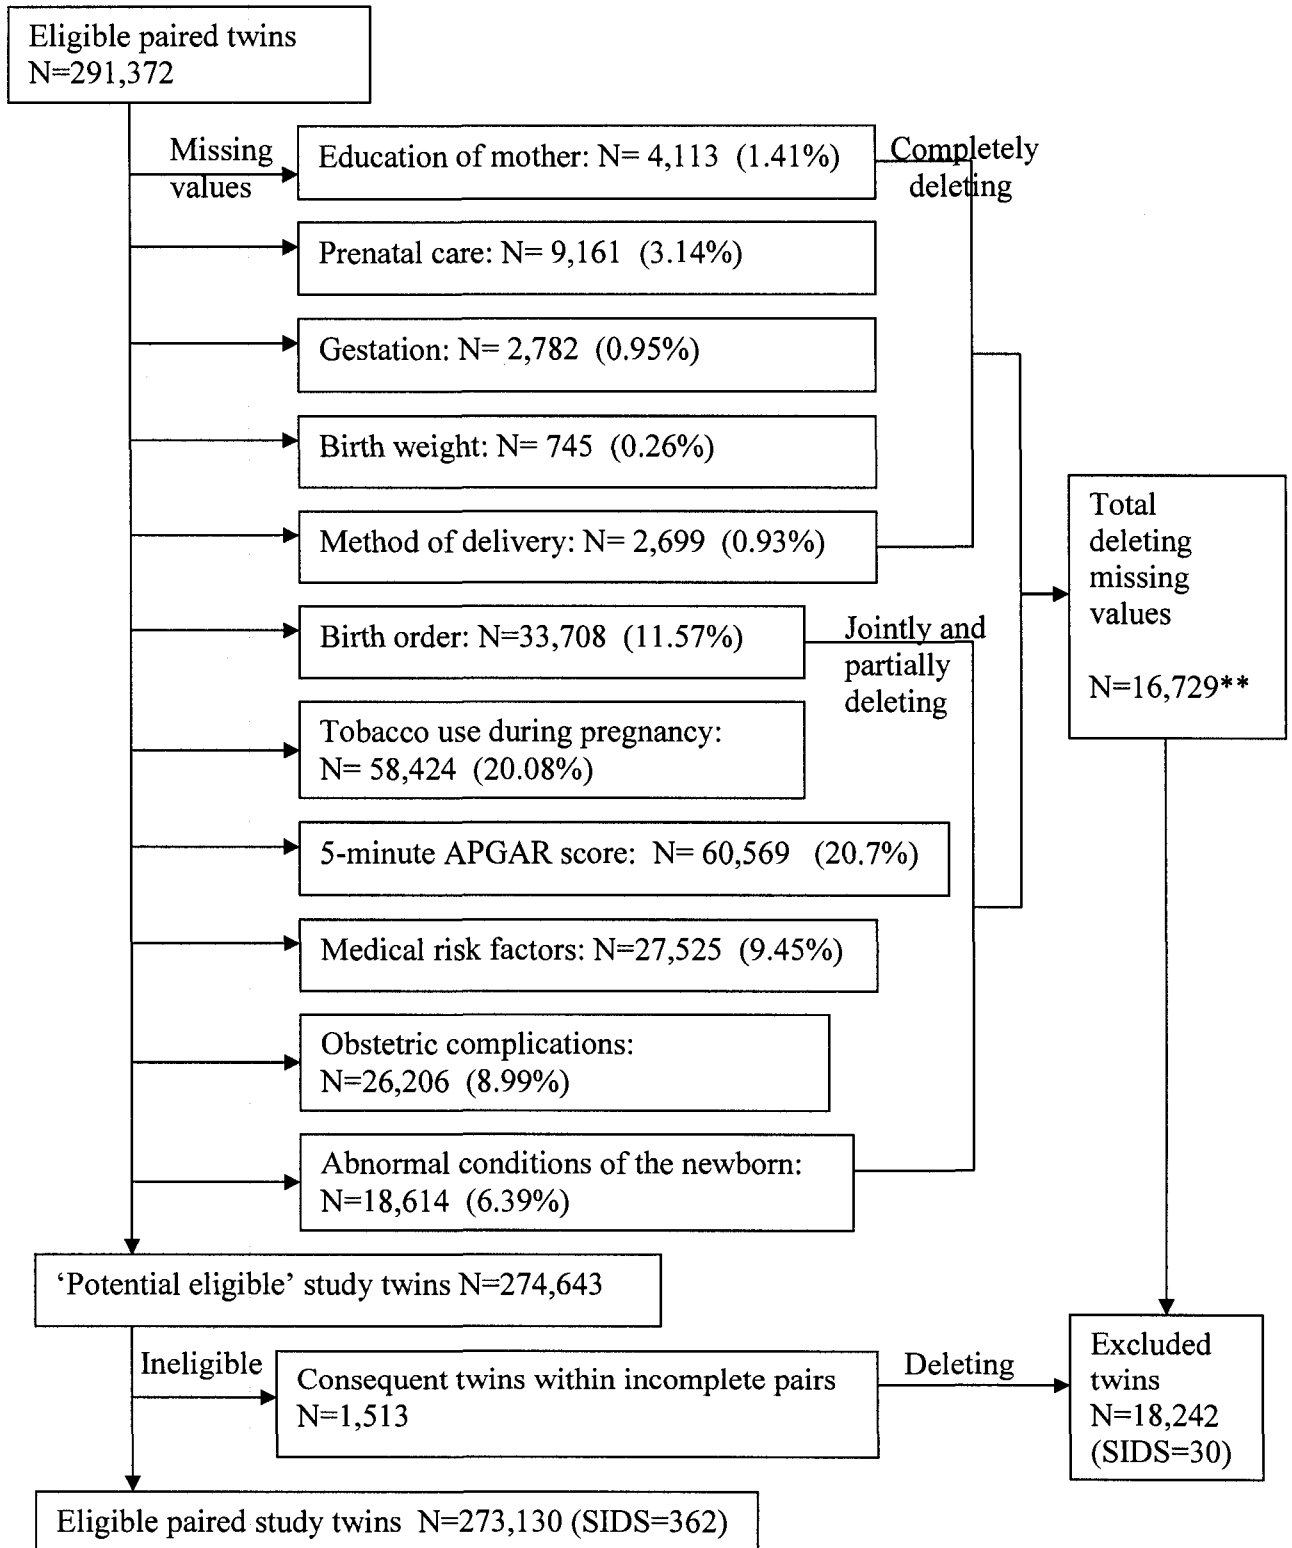 Eligible paired twins
N=291,372
Missing
values
Education of mother: N= 4,113 (1.41%)
Completely
deleting
Prenatal care: N= 9,161 (3.14%)
Gestation: N= 2,782 (0.95%)
Birth weight: N= 745 (0.26%)
Method of delivery: N= 2,699 (0.93%)
Total
deleting
missing
values
N=16,729**
Birth order: N=33,708 (11.57%)
Jointly and
partially
deleting
Tobacco use during pregnancy:
N= 58,424 (20.08%)
5-minute APGAR score: N= 60,569 (20.7%)
Medical risk factors: N=27,525 (9.45%)
Obstetric complications:
N=26,206 (8.99%)
Abnormal conditions of the newborn:
N=18,614 (6.39%)
‘Potential eligible’ study twins N=274,643
Ineligible
Consequent twins within incomplete pairs
N=1,513
Deleting
Excluded
twins
N=18,242
(SIDS=30)
Eligible paired study twins N=273,130 (SIDS=362)